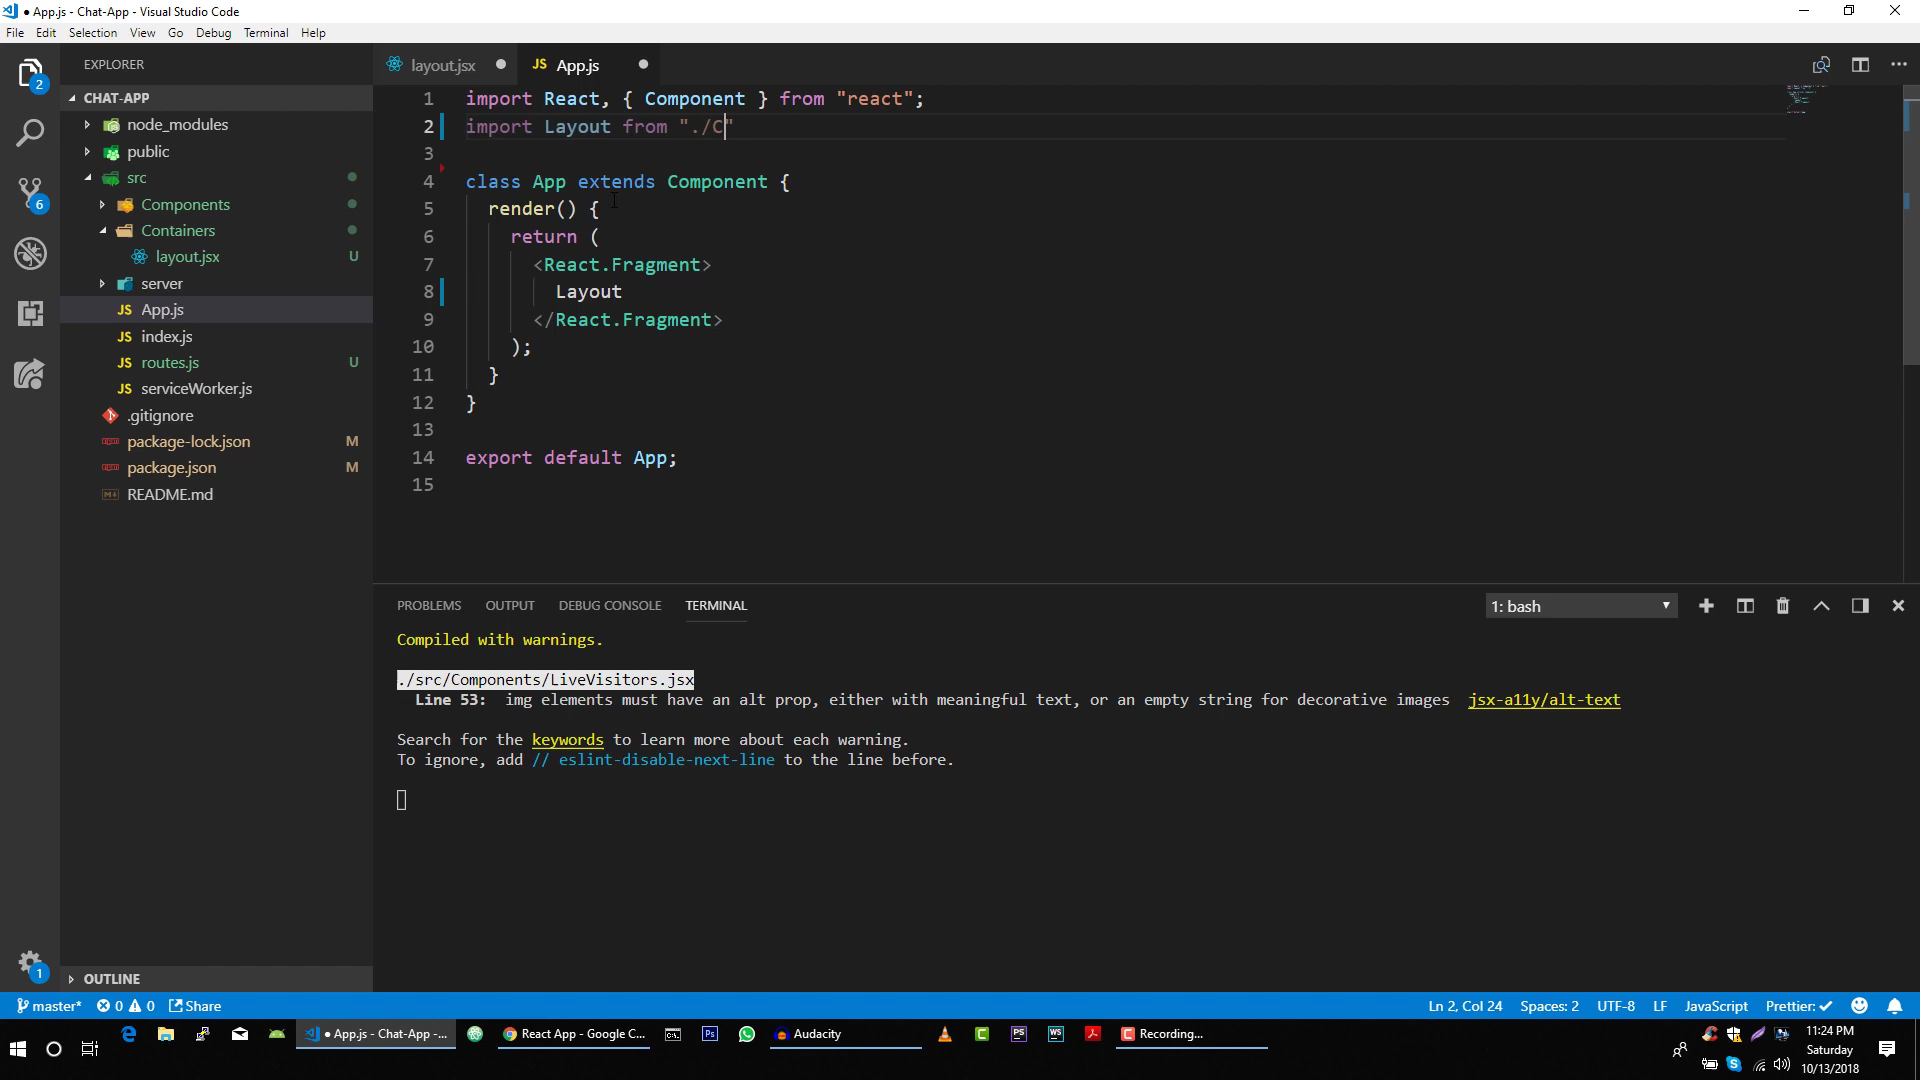 ● App.js - Chat-App - Visual Studio Code
File Edit Selection View Go Debug Terminal Help
EXPLORER
layout.jsx
JS App.js
2
CHAT-APP
node_modules
public
src
Components
Containers
layout.jsx U
server
JS App.js
JS index.js
JS routes.js U
JS serviceWorker.js
.gitignore
package-lock.json M
package.json M
README.md
6
1 import React, { Component } from "react";
2 import Layout from "./C"
3
4 class App extends Component {
5 render() {
6 return (
7 <React.Fragment>
8 Layout
9 </React.Fragment>
10 );
11 }
12 }
13
14 export default App;
15
PROBLEMS OUTPUT DEBUG CONSOLE TERMINAL
1: bash
Compiled with warnings.
./src/Components/LiveVisitors.jsx
Line 53: img elements must have an alt prop, either with meaningful text, or an empty string for decorative images jsx-a11y/alt-text
Search for the keywords to learn more about each warning.
To ignore, add // eslint-disable-next-line to the line before.
1
OUTLINE
master* 0 0 Share
Ln 2, Col 24 Spaces: 2 UTF-8 LF JavaScript Prettier: ✓
● App.js - Chat-App -...
React App - Google C...
Ps
Audacity
PS
WS
Recording...
11:24 PM
Saturday
10/13/2018